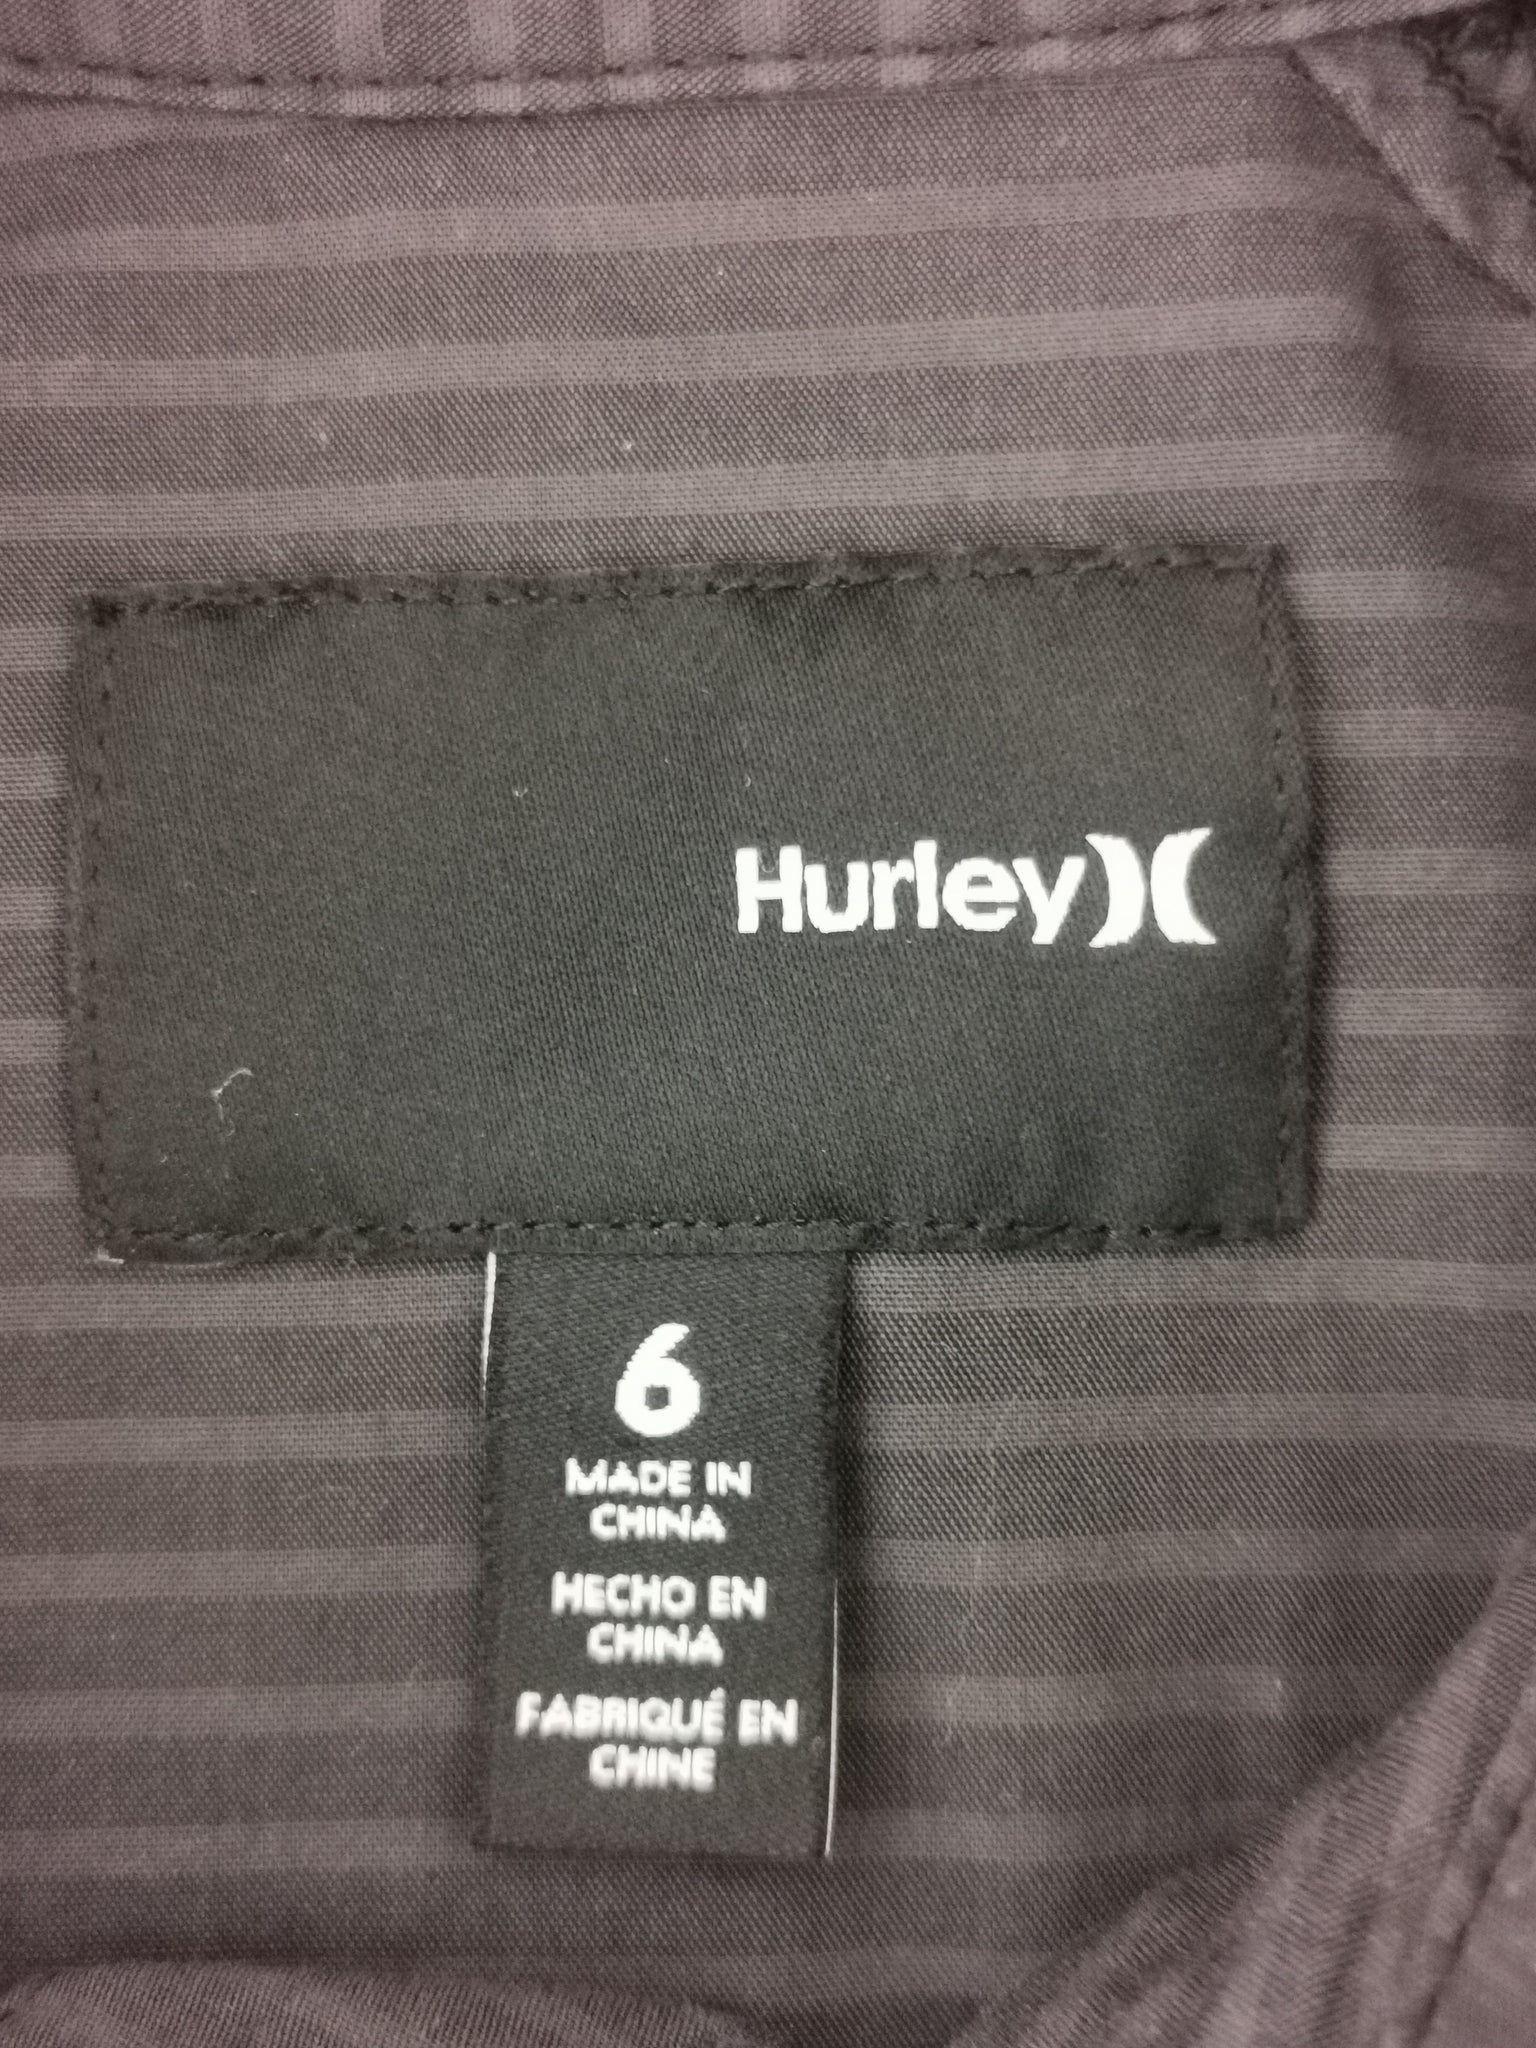 Hurley
6
MADE IN
CHINA
HECHO EN
CHINA
FABRIQUÉ EN
CHINE